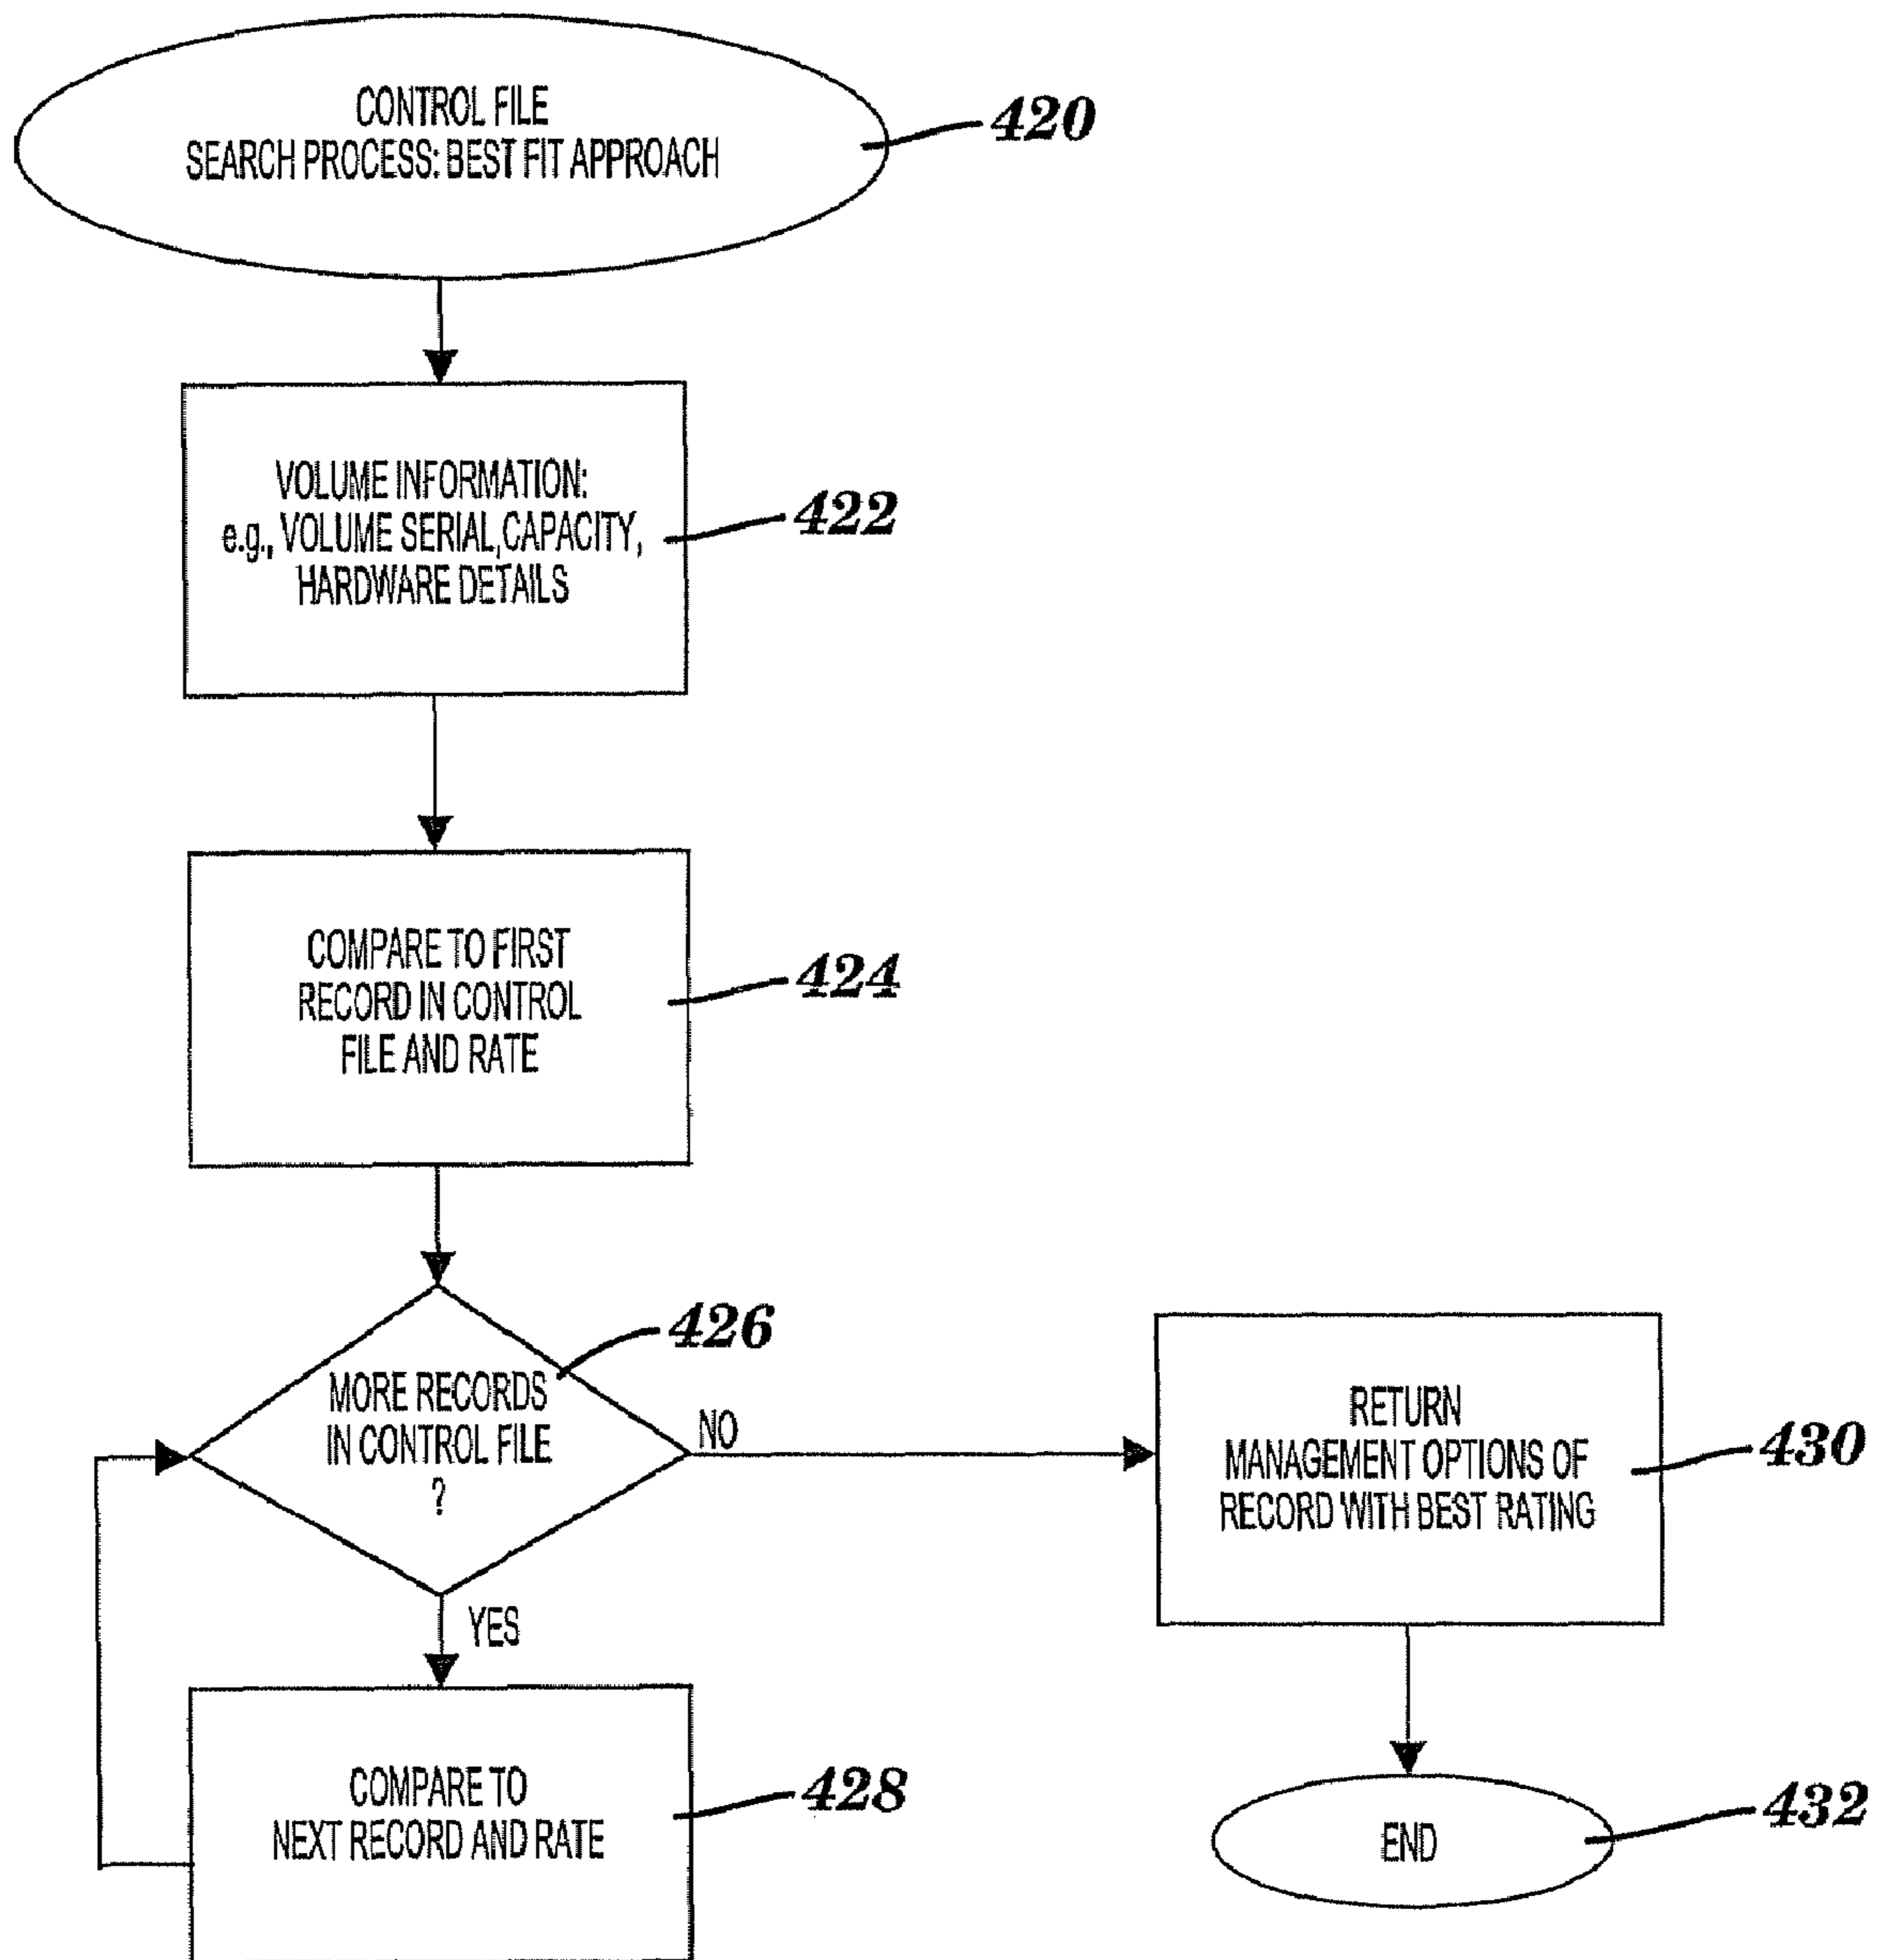 CONTROL FILE
SEARCH PROCESS: BEST FIT APPROACH
420
VOLUME INFORMATION:
e.g., VOLUME SERIAL,CAPACITY,
HARDWARE DETAILS
422
COMPARE TO FIRST
RECORD IN CONTROL
FILE AND RATE
424
MORE RECORDS
IN CONTROL FILE
?
426
NO
YES
COMPARE TO
NEXT RECORD AND RATE
428
RETURN
MANAGEMENT OPTIONS OF
RECORD WITH BEST RATING
430
END
432